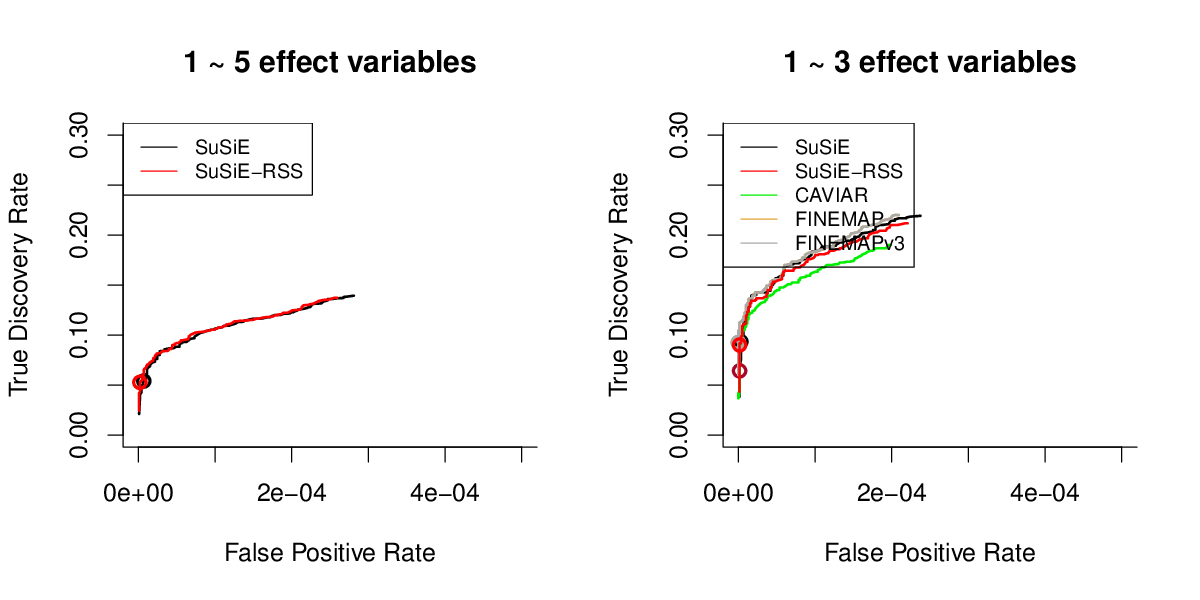 1 ~ 5 effect variables
True Discovery Rate
0.00 0.10 0.20 0.30
SuSiE
SuSiE−RSS
0e+00 2e−04 4e−04
False Positive Rate
1 ~ 3 effect variables
True Discovery Rate
0.00 0.10 0.20 0.30
SuSiE
SuSiE−RSS
CAVIAR
FINEMAP
FINEMAPv3
0e+00 2e−04 4e−04
False Positive Rate